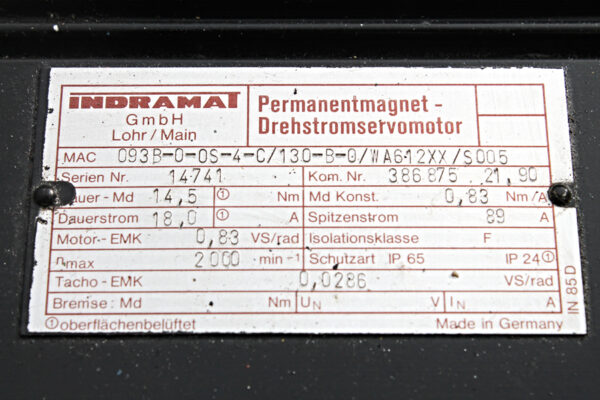 INDRAMAT
GmbH
Lohr/Main
Permanentmagnet-
Drehstromservomotor
MAC 093B-0-0S-4-C/130-B-0/WA612XX/S005
Serien Nr. 14741 Kom. Nr. 386875 21,90
Dauer-Md 14,5 ① Nm Md Konst. 0,83 Nm/A
Dauerstrom 18,0 ① A Spitzenstrom 89 A
Motor-EMK 0,83 VS/rad Isolationsklasse F
nmax 2000 min-1 Schutzart IP 65 IP 24①
Tacho-EMK 0,0286 VS/rad
Bremse: Md Nm UN V IN A
①oberflächenbelüftet Made in Germany
IN 85 D